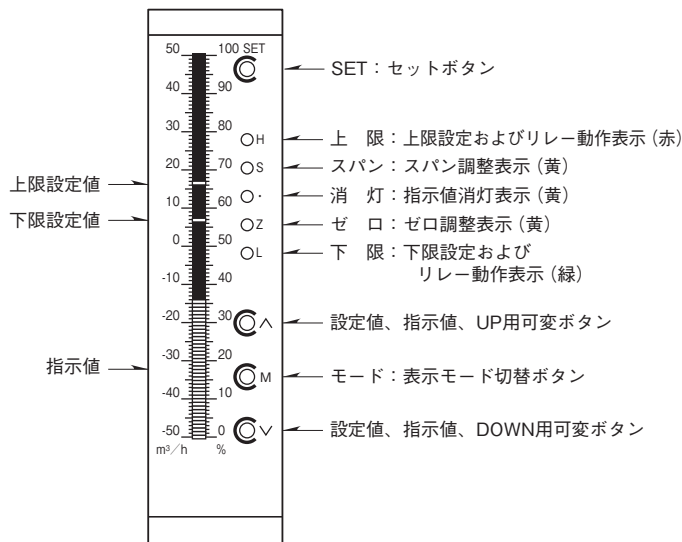 50 100 SET
40 90
30 80
20 70
10 60
0 50
-10 40
-20 30
-30 20
-40 10
-50 0
m³／h %
H
S
・
Z
L
∧
M
∨
上限設定値
下限設定値
指示値
SET：セットボタン
上　限：上限設定およびリレー動作表示（赤）
スパン：スパン調整表示（黄）
消　灯：指示値消灯表示（黄）
ゼ　ロ：ゼロ調整表示（黄）
下　限：下限設定および
リレー動作表示（緑）
設定値、指示値、UP用可変ボタン
モード：表示モード切替ボタン
設定値、指示値、DOWN用可変ボタン